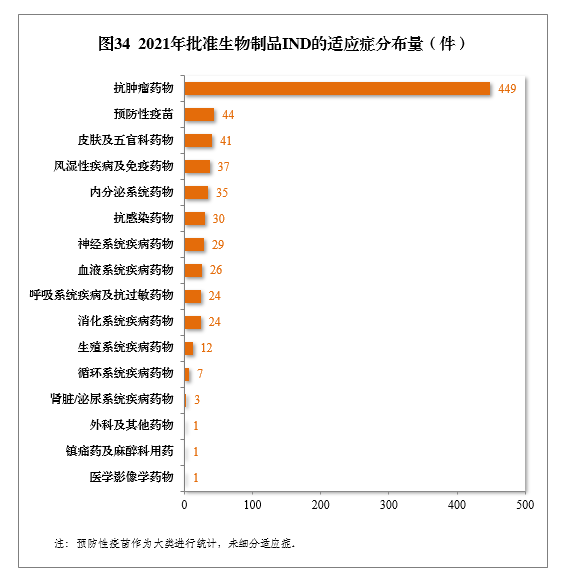 图34 2021年批准生物制品IND的适应症分布量（件）
抗肿瘤药物 449
预防性疫苗 44
皮肤及五官科药物 41
风湿性疾病及免疫药物 37
内分泌系统药物 35
抗感染药物 30
神经系统疾病药物 29
血液系统疾病药物 26
呼吸系统疾病及抗过敏药物 24
消化系统疾病药物 24
生殖系统疾病药物 12
循环系统疾病药物 7
肾脏/泌尿系统疾病药物 3
外科及其他药物 1
镇痛药及麻醉科用药 1
医学影像学药物 1
0 100 200 300 400 500
注：预防性疫苗作为大类进行统计，未细分适应症.